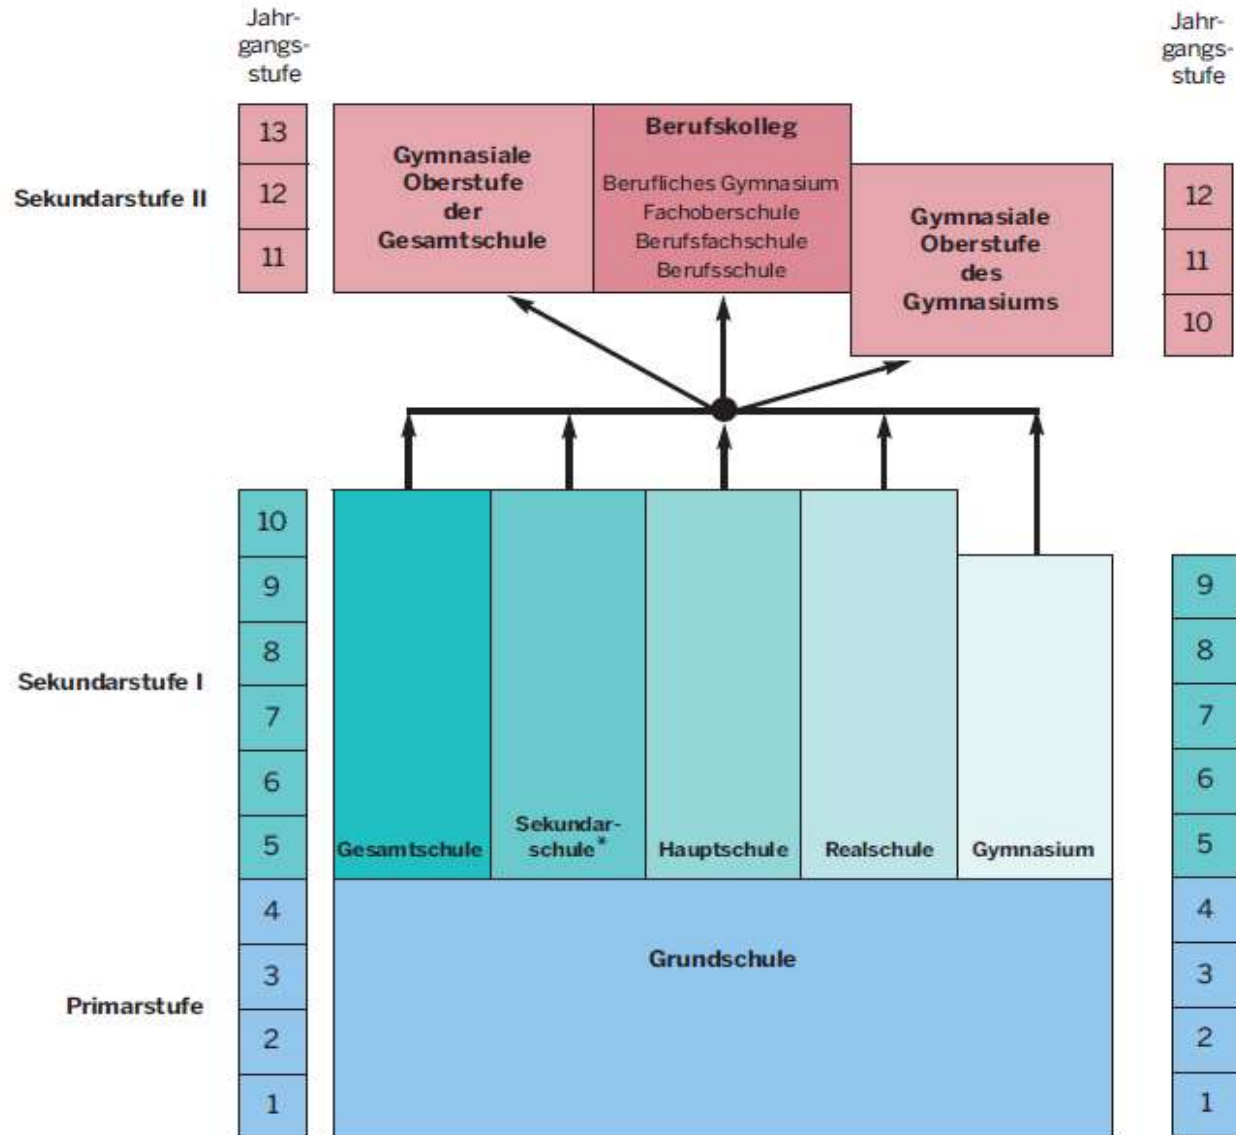 Jahr-
gangs-
stufe
Jahr-
gangs-
stufe
Sekundarstufe II
13
12
11
Gymnasiale
Oberstufe
der
Gesamtschule
Berufskolleg
Berufliches Gymnasium
Fachoberschule
Berufsfachschule
Berufsschule
Gymnasiale
Oberstufe
des
Gymnasiums
12
11
10
Sekundarstufe I
10
9
8
7
6
5
Gesamtschule
Sekundar-
schule*
Hauptschule
Realschule
Gymnasium
9
8
7
6
5
Primarstufe
4
3
2
1
Grundschule
4
3
2
1